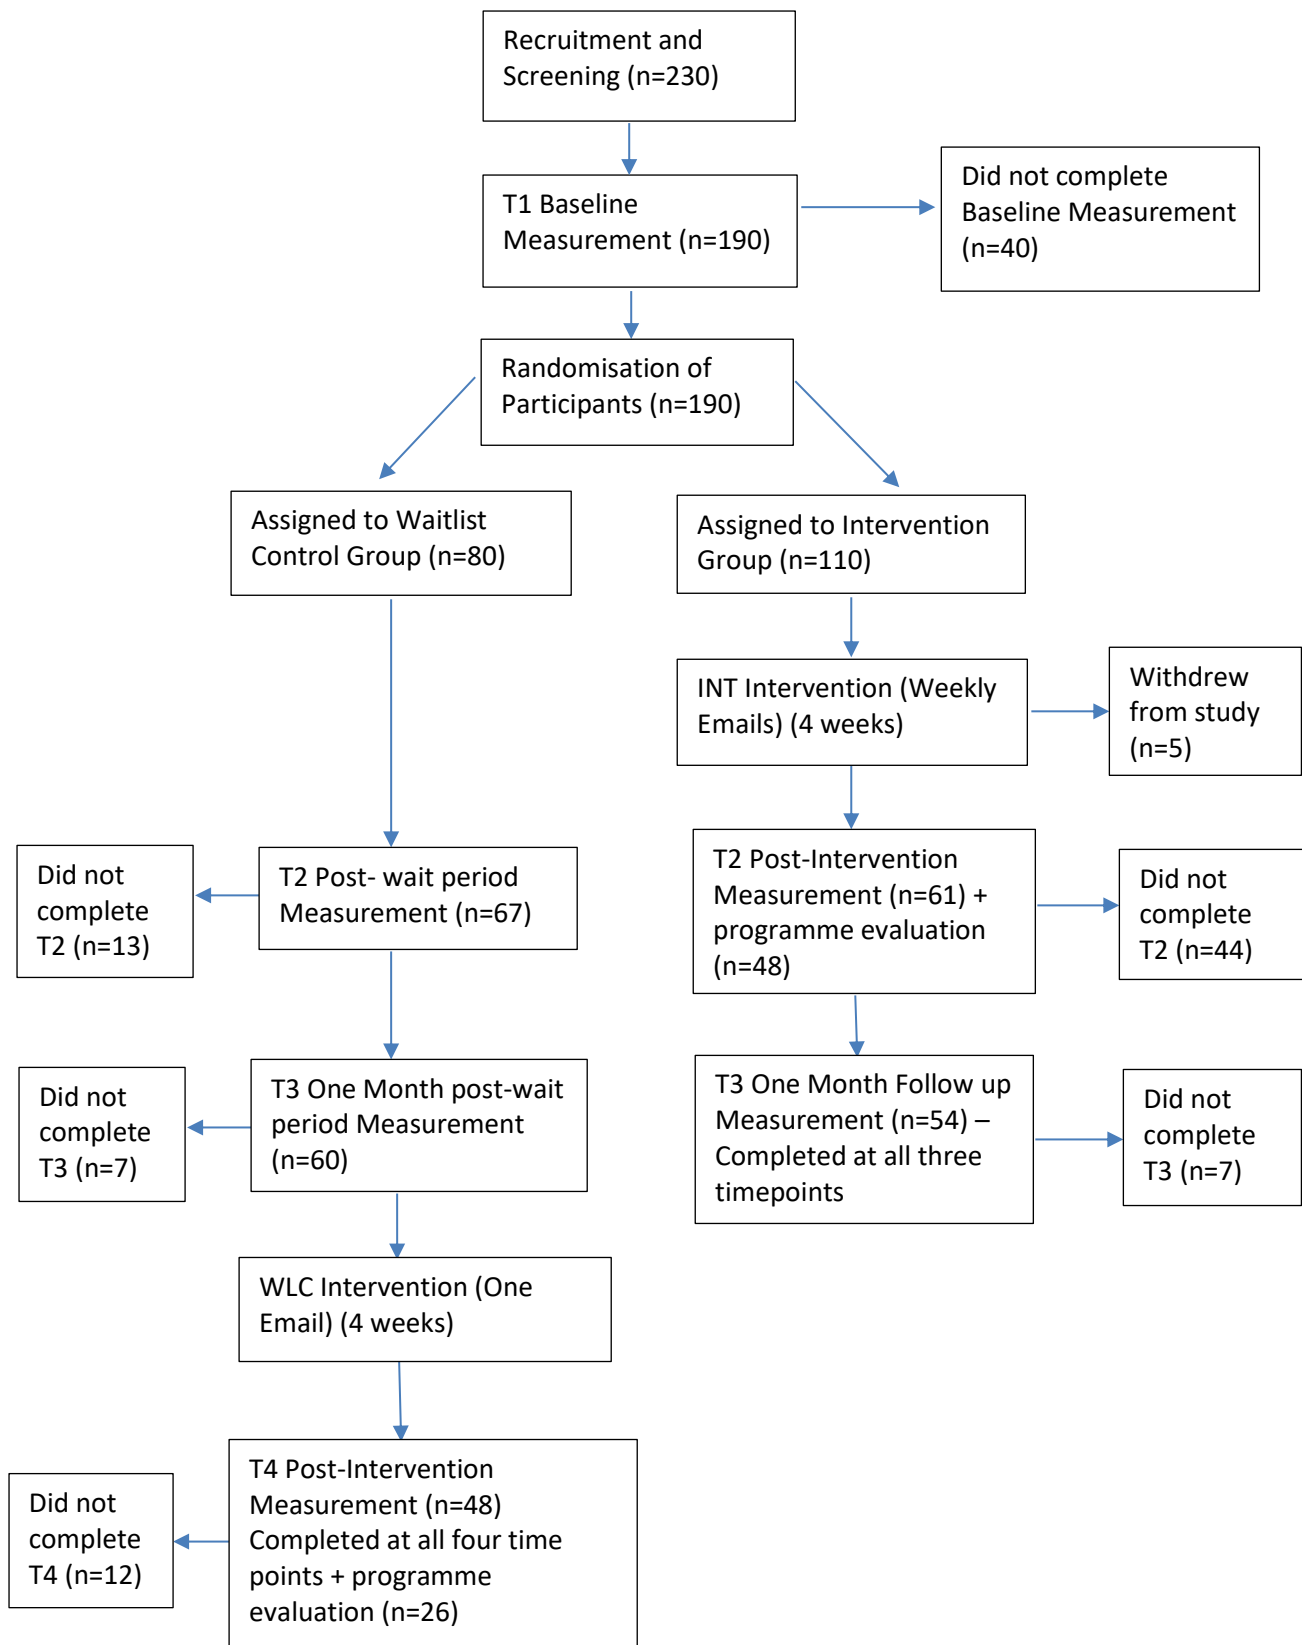 Recruitment and
Screening (n=230)
T1 Baseline
Measurement (n=190)
Did not complete
Baseline Measurement
(n=40)
Randomisation of
Participants (n=190)
Assigned to Waitlist
Control Group (n=80)
Assigned to Intervention
Group (n=110)
INT Intervention (Weekly
Emails) (4 weeks)
Withdrew
from study
(n=5)
Did not
complete
T2 (n=13)
T2 Post- wait period
Measurement (n=67)
T2 Post-Intervention
Measurement (n=61) +
programme evaluation
(n=48)
Did not
complete
T2 (n=44)
Did not
complete
T3 (n=7)
T3 One Month post-wait
period Measurement
(n=60)
T3 One Month Follow up
Measurement (n=54) –
Completed at all three
timepoints
Did not
complete
T3 (n=7)
WLC Intervention (One
Email) (4 weeks)
Did not
complete
T4 (n=12)
T4 Post-Intervention
Measurement (n=48)
Completed at all four time
points + programme
evaluation (n=26)